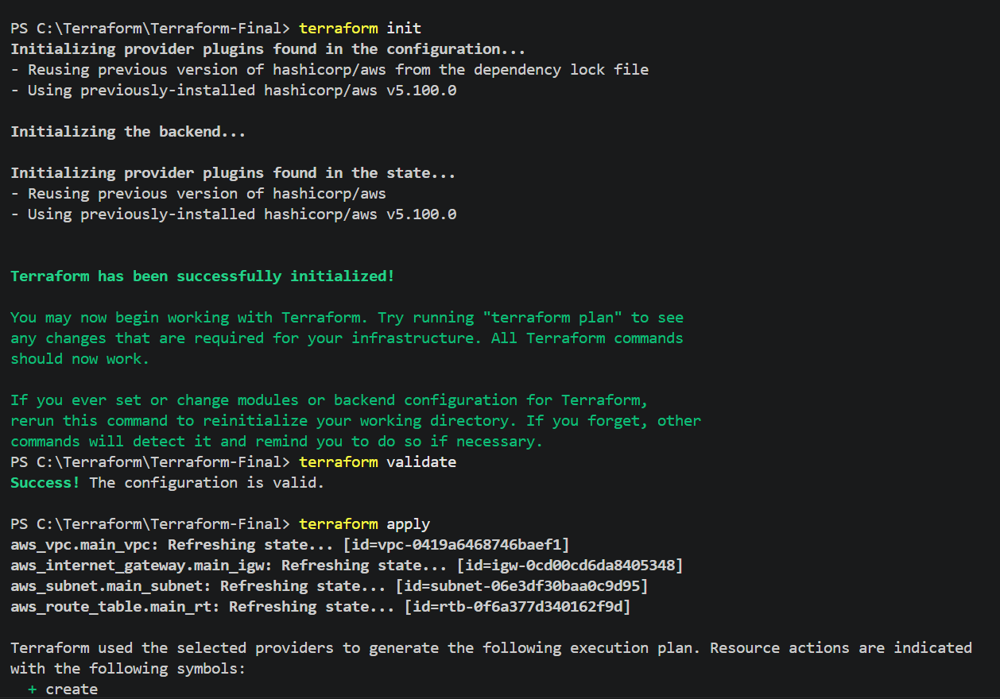 PS C:\Terraform\Terraform-Final> terraform init
Initializing provider plugins found in the configuration...
- Reusing previous version of hashicorp/aws from the dependency lock file
- Using previously-installed hashicorp/aws v5.100.0
Initializing the backend...
Initializing provider plugins found in the state...
- Reusing previous version of hashicorp/aws
- Using previously-installed hashicorp/aws v5.100.0
Terraform has been successfully initialized!
You may now begin working with Terraform. Try running "terraform plan" to see
any changes that are required for your infrastructure. All Terraform commands
should now work.
If you ever set or change modules or backend configuration for Terraform,
rerun this command to reinitialize your working directory. If you forget, other
commands will detect it and remind you to do so if necessary.
PS C:\Terraform\Terraform-Final> terraform validate
Success! The configuration is valid.
PS C:\Terraform\Terraform-Final> terraform apply
aws_vpc.main_vpc: Refreshing state... [id=vpc-0419a6468746baef1]
aws_internet_gateway.main_igw: Refreshing state... [id=igw-0cd00cd6da8405348]
aws_subnet.main_subnet: Refreshing state... [id=subnet-06e3df30baa0c9d95]
aws_route_table.main_rt: Refreshing state... [id=rtb-0f6a377d340162f9d]
Terraform used the selected providers to generate the following execution plan. Resource actions are indicated
with the following symbols:
+ create